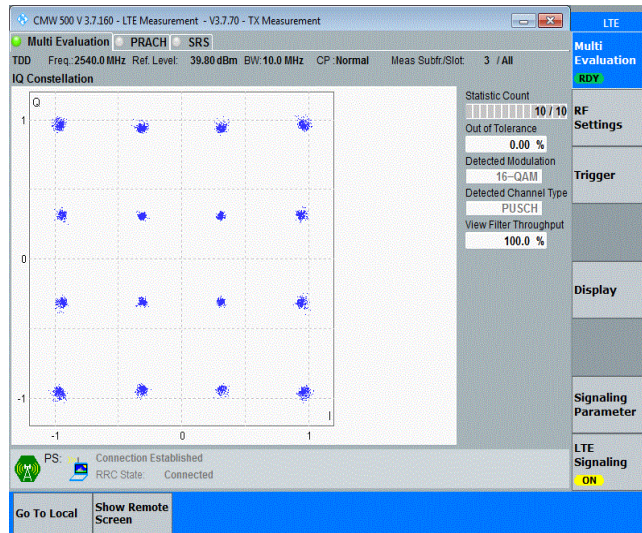 CMW 500 V 3.7.160 - LTE Measurement - V3.7.70 - TX Measurement
LTE
Multi Evaluation PRACH SRS
Multi Evaluation
RDY
TDD Freq.:2540.0 MHz Ref. Level: 39.80 dBm BW:10.0 MHz CP :Normal Meas Subfr./Slot: 3 / All
IQ Constellation
Q
1
0
-1
-1 0 1
I
Statistic Count
10 / 10
Out of Tolerance
0.00 %
Detected Modulation
16-QAM
Detected Channel Type
PUSCH
View Filter Throughput
100.0 %
RF Settings
Trigger
Display
Signaling Parameter
LTE Signaling
ON
PS: Connection Established
RRC State: Connected
Go To Local
Show Remote Screen